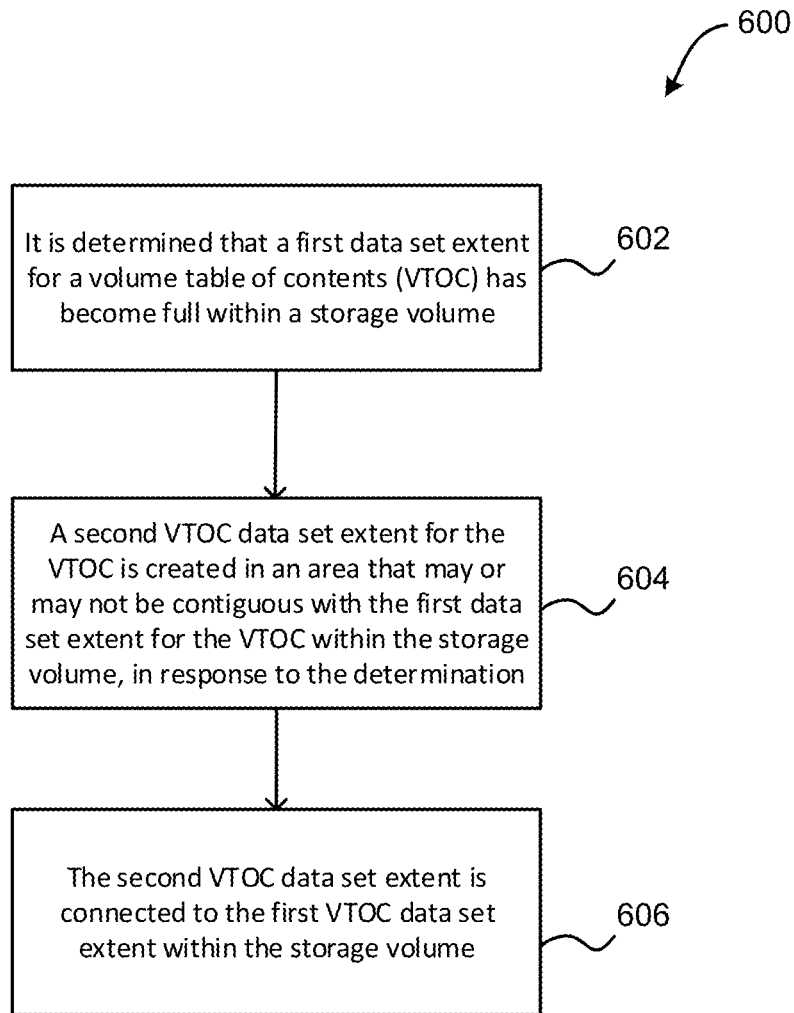 600
It is determined that a first data set extent
for a volume table of contents (VTOC) has
become full within a storage volume
602
A second VTOC data set extent for the
VTOC is created in an area that may or
may not be contiguous with the first data
set extent for the VTOC within the storage
volume, in response to the determination
604
The second VTOC data set extent is
connected to the first VTOC data set
extent within the storage volume
606